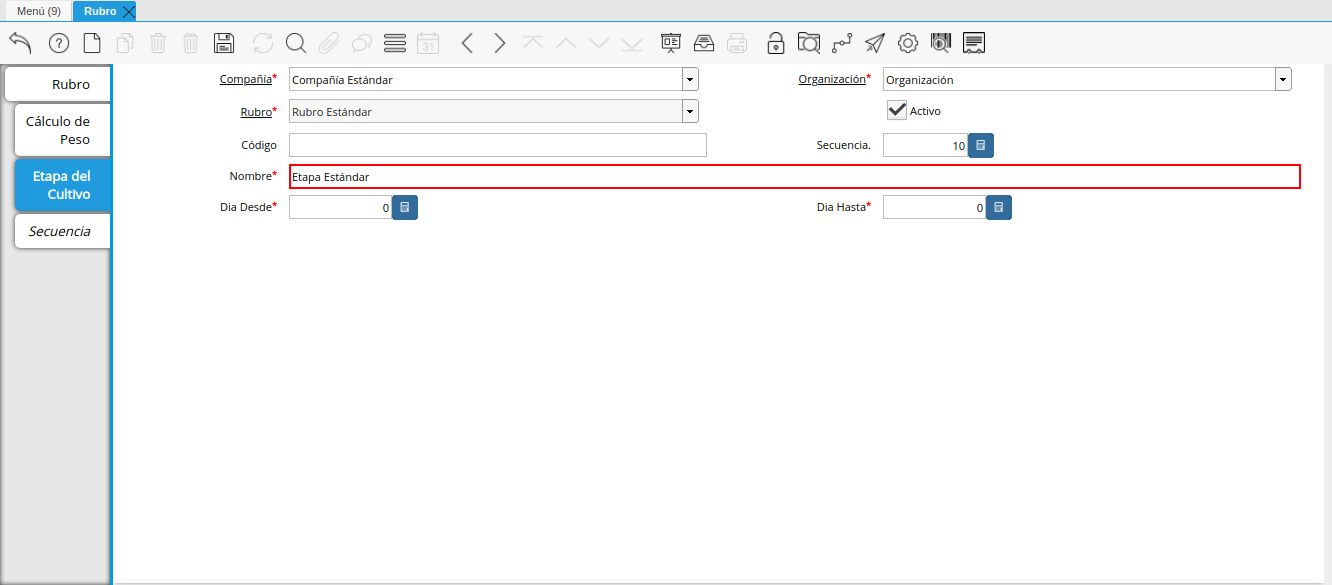 Menú (9) Rubro
31
Rubro
Cálculo de
Peso
Etapa del
Cultivo
Secuencia
Compañía* Compañía Estándar Organización* Organización
Rubro* Rubro Estándar Activo
Código Secuencia. 10
Nombre* Etapa Estándar
Dia Desde* 0 Dia Hasta* 0